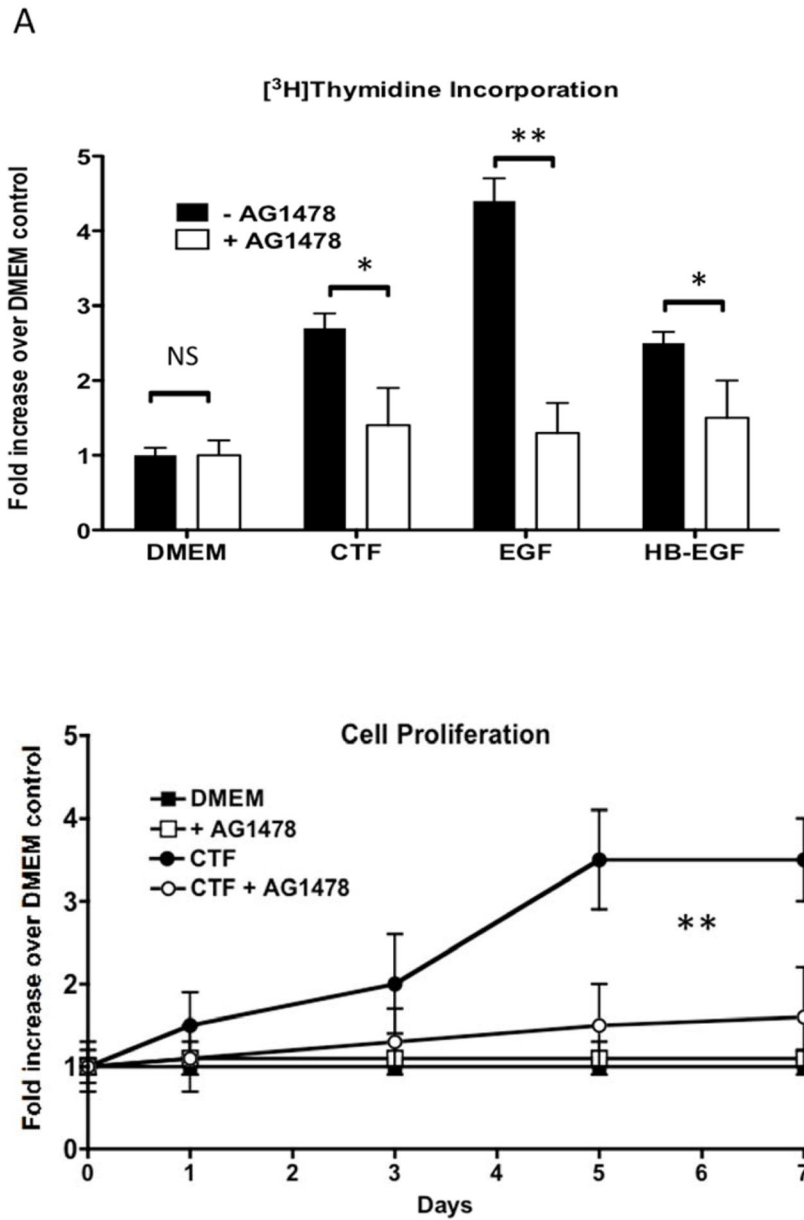 A
[³H]Thymidine Incorporation
Fold increase over DMEM control
5
4
3
2
1
0
- AG1478
+ AG1478
NS
*
**
*
DMEM CTF EGF HB-EGF
Cell Proliferation
Fold increase over DMEM control
5
4
3
2
1
0
DMEM
+ AG1478
CTF
CTF + AG1478
**
0 1 2 3 4 5 6 7
Days